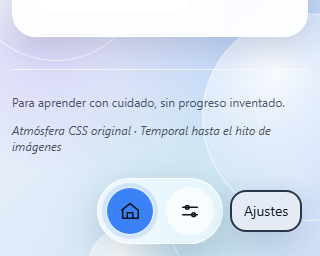 Para aprender con cuidado, sin progreso inventado.
Atmósfera CSS original · Temporal hasta el hito de
imágenes
Ajustes